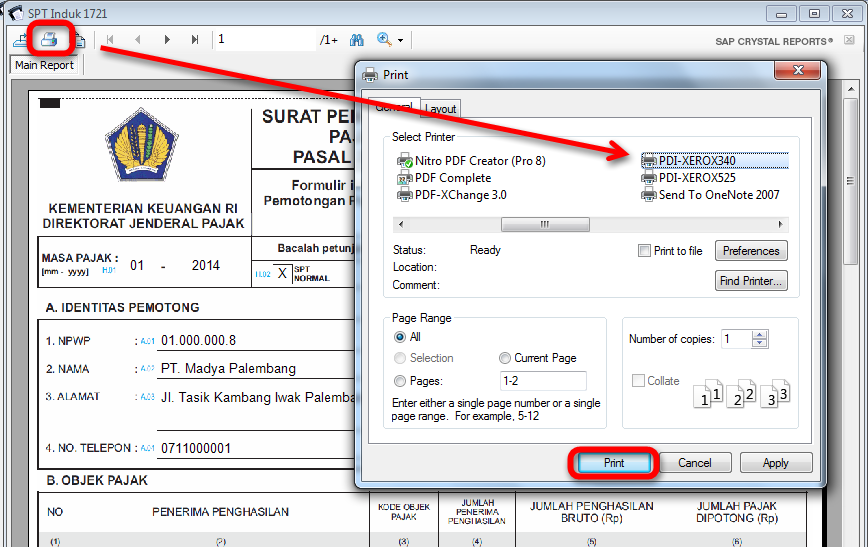 SPT Induk 1721
1 /1+ SAP CRYSTAL REPORTS®
Main Report
SURAT PE
PA
PASAL
Formulir i
Pemotongan P
KEMENTERIAN KEUANGAN RI
DIREKTORAT JENDERAL PAJAK
MASA PAJAK :
[mm - yyyy] H.01 01 - 2014
Bacalah petunj
H.02 X SPT
NORMAL
A. IDENTITAS PEMOTONG
1. NPWP : A.01 01.000.000.8
2. NAMA : A.02 PT. Madya Palembang
3. ALAMAT : A.03 Jl. Tasik Kambang Iwak Palemba
4. NO. TELEPON : A.04 0711000001
B. OBJEK PAJAK
NO PENERIMA PENGHASILAN KODE OBJEK PAJAK JUMLAH PENERIMA PENGHASILAN JUMLAH PENGHASILAN BRUTO (Rp) JUMLAH PAJAK DIPOTONG (Rp)
(1) (2) (3) (4) (5) (6)
Print
General Layout
Select Printer
Nitro PDF Creator (Pro 8) PDI-XEROX340
PDF Complete PDI-XEROX525
PDF-XChange 3.0 Send To OneNote 2007
Status: Ready Print to file Preferences
Location:
Comment: Find Printer...
Page Range
All
Selection Current Page
Pages: 1-2
Enter either a single page number or a single
page range. For example, 5-12
Number of copies: 1
Collate
1 1 2 2 3 3
Print Cancel Apply